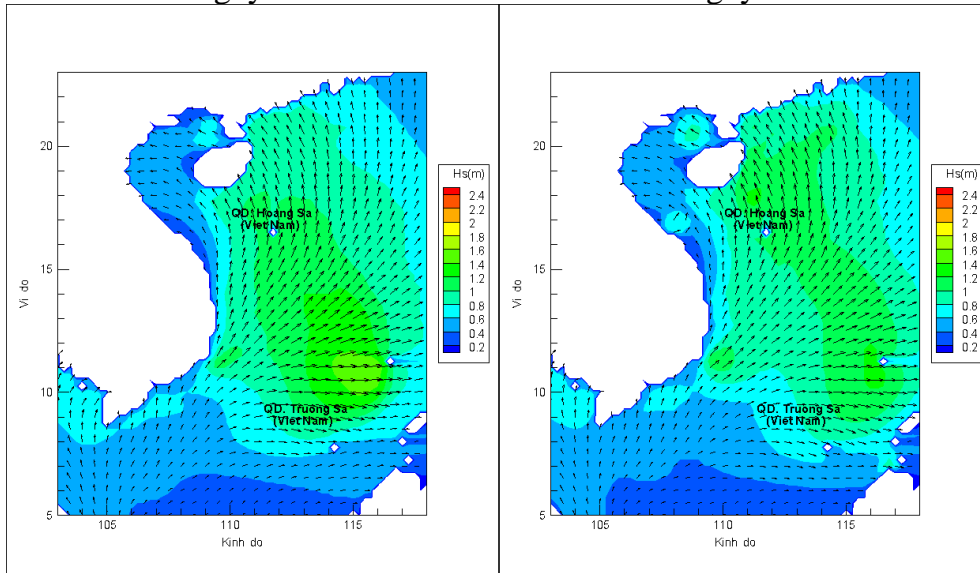 20
15
10
5
Vi do
105
110
115
Kinh do
QD. Hoang Sa
(Viet Nam)
QD. Truong Sa
(Viet Nam)
Hs(m)
2.4
2.2
2
1.8
1.6
1.4
1.2
1
0.8
0.6
0.4
0.2
20
15
10
5
Vi do
105
110
115
Kinh do
QD. Hoang Sa
(Viet Nam)
QD. Truong Sa
(Viet Nam)
Hs(m)
2.4
2.2
2
1.8
1.6
1.4
1.2
1
0.8
0.6
0.4
0.2